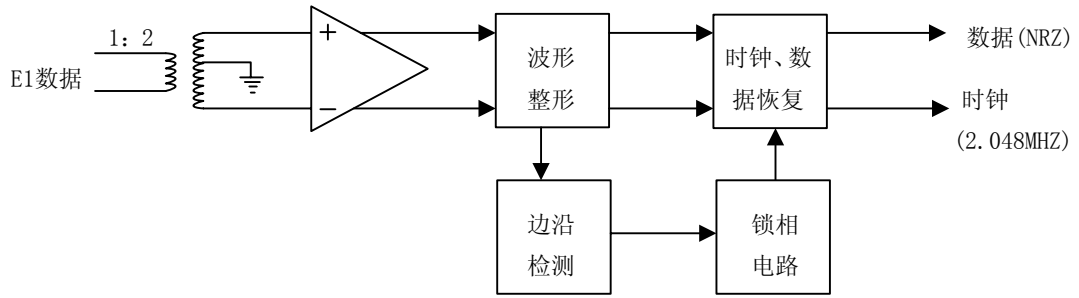 1: 2
E1数据
+
−
波形
整形
时钟、数
据恢复
数据(NRZ)
时钟
(2.048MHZ)
边沿
检测
锁相
电路